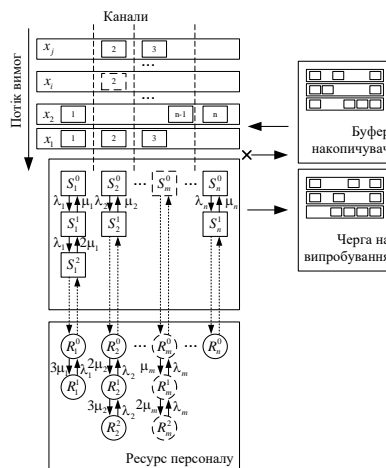 Канали
Потік вимог
x_j 2 3
...
x_i 2 ...
x_2 1 n-1 n
x_1 1 2 3
Буфер
накопичувач
Черга на
випробування
S_1^0 S_2^0 ... S_m^0 ... S_n^0
λ_1 μ_1 λ_2 μ_2 λ_n μ_n
S_1^1 S_2^1 S_n^1
λ_1 2μ_1
S_1^2
R_1^0 R_2^0 ... R_m^0 ... R_n^0
3μ_1 λ_1 2μ_2 λ_2 μ_m λ_m
R_1^1 R_2^1 R_m^1
3μ_2 λ_2 2μ_m λ_m
R_2^2 R_m^2
Ресурс персоналу